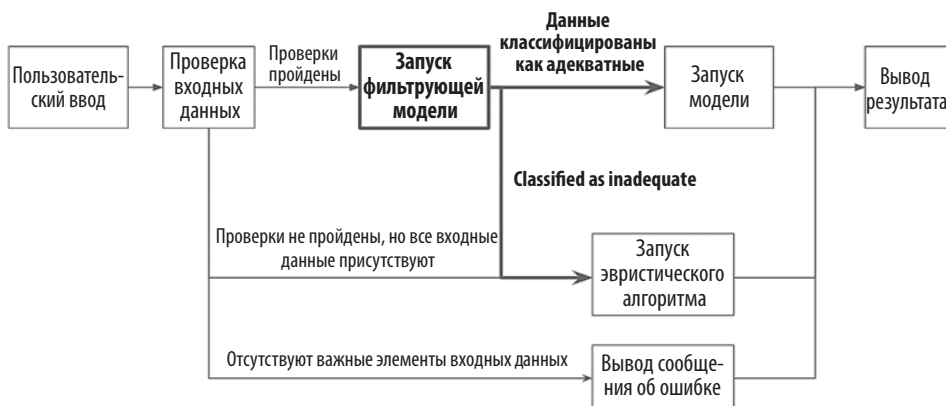 Пользователь-
ский ввод
Проверка
входных
данных
Проверки
пройдены
Запуск
фильтрующей
модели
Данные
классифицированы
как адекватные
Запуск
модели
Вывод
результата
Classified as inadequate
Проверки не пройдены, но все входные
данные присутствуют
Запуск
эвристического
алгоритма
Отсутствуют важные элементы входных данных
Вывод сообще-
ния об ошибке